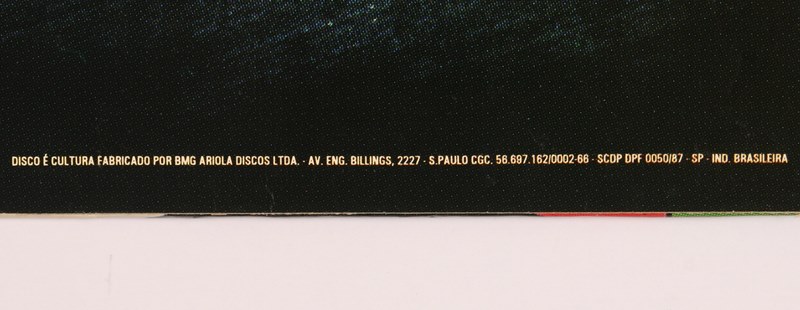 DISCO É CULTURA FABRICADO POR BMG ARIOLA DISCOS LTDA. · AV. ENG. BILLINGS, 2227 · S.PAULO CGC. 56.697.162/0002-66 · SCDP DPF 0050/87 · SP · IND. BRASILEIRA